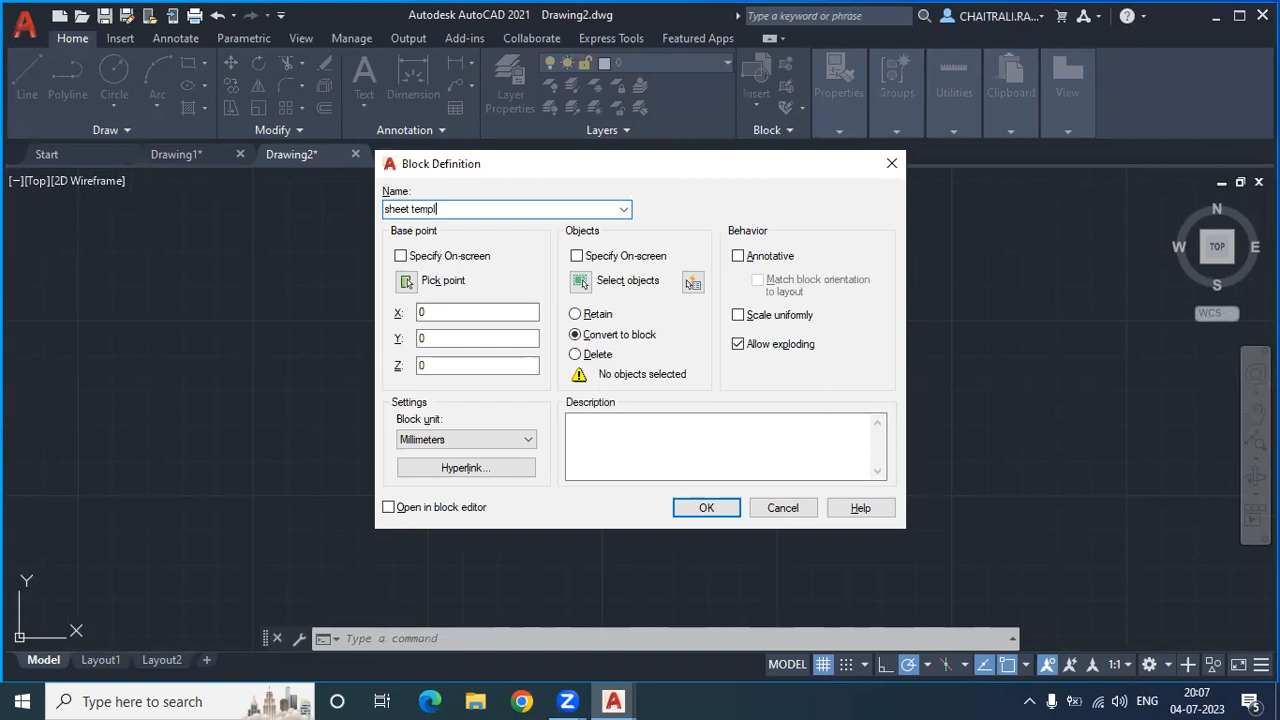 Autodesk AutoCAD 2021 Drawing2.dwg
Type a keyword or phrase
CHAITRALI.RA...
Home Insert Annotate Parametric View Manage Output Add-ins Collaborate Express Tools Featured Apps
Line Polyline Circle Arc
Text Dimension
Layer Properties
0
Insert
Properties Groups Utilities Clipboard View
Draw Modify Annotation Layers Block
Start Drawing1* Drawing2*
[−][Top][2D Wireframe]
Block Definition
Name:
sheet templ
Base point
Specify On-screen
Pick point
X: 0
Y: 0
Z: 0
Objects
Specify On-screen
Select objects
Retain
Convert to block
Delete
No objects selected
Behavior
Annotative
Match block orientation
to layout
Scale uniformly
Allow exploding
Settings
Block unit:
Millimeters
Hyperlink...
Description
Open in block editor
OK Cancel Help
N
W TOP E
S
WCS
Y
X
Type a command
Model Layout1 Layout2 +
MODEL 1:1
Type here to search
ENG
20:07
04-07-2023
5